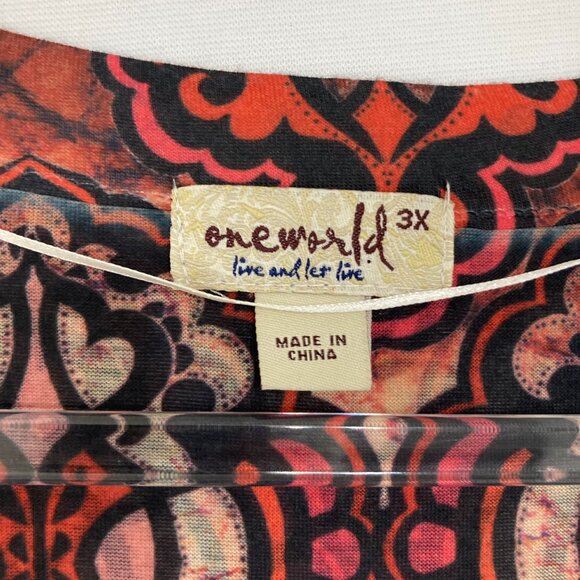 oneworld 3X
live and let live
MADE IN
CHINA